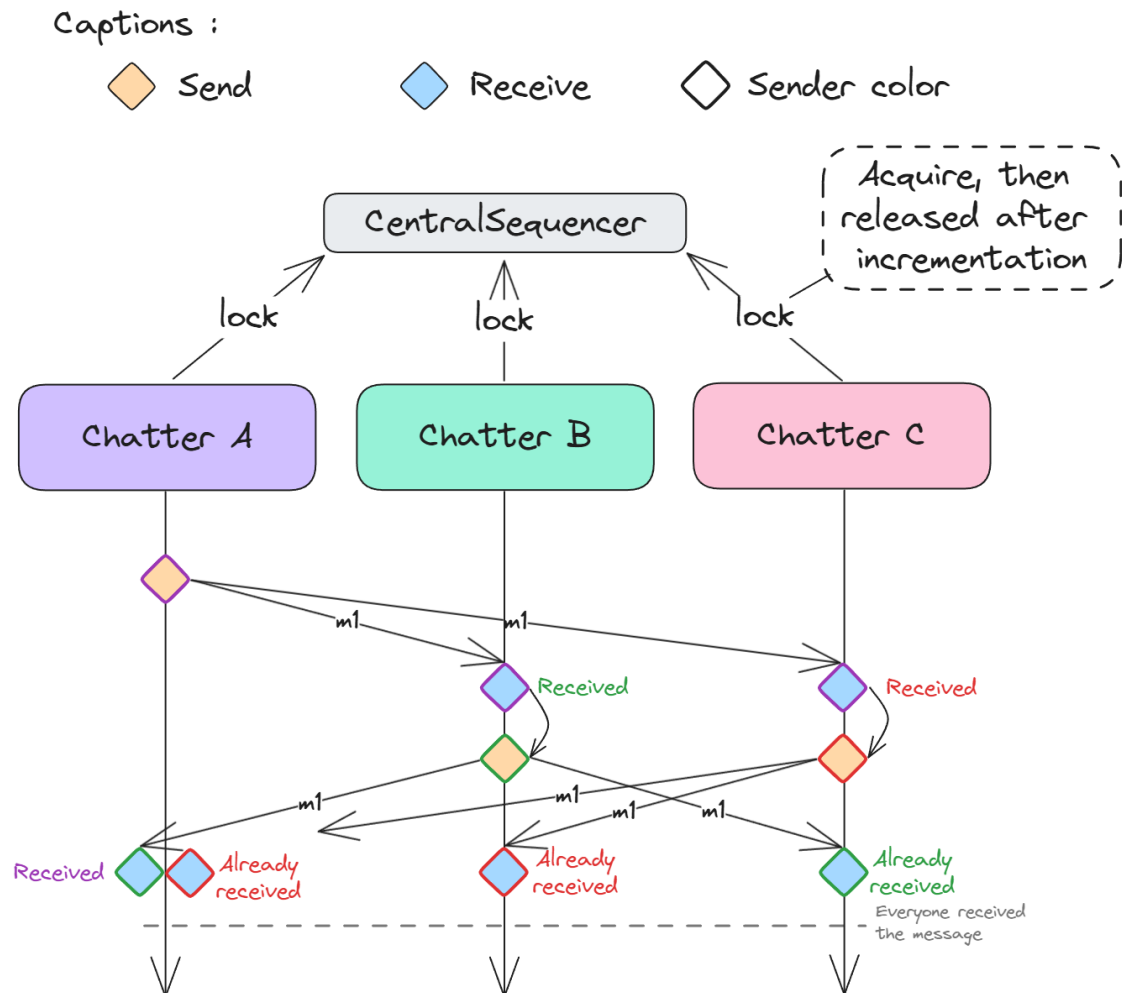 Captions :
Send
Receive
Sender color
Acquire, then
released after
incrementation
CentralSequencer
lock
lock
lock
Chatter A
Chatter B
Chatter C
m1
m1
Received
Received
m1
m1
m1
m1
Received
Already
received
Already
received
Already
received
Everyone received
the message